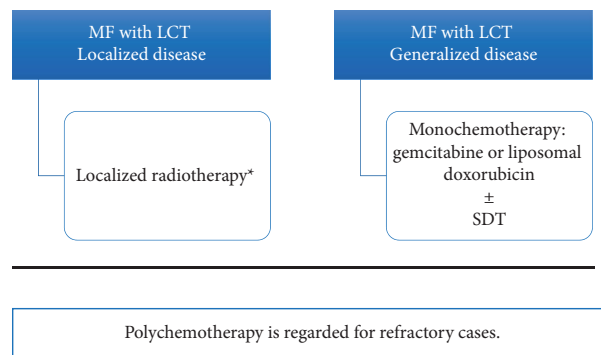 MF with LCT
Localized disease
Localized radiotherapy*
MF with LCT
Generalized disease
Monochemotherapy:
gemcitabine or liposomal
doxorubicin
±
SDT
Polychemotherapy is regarded for refractory cases.